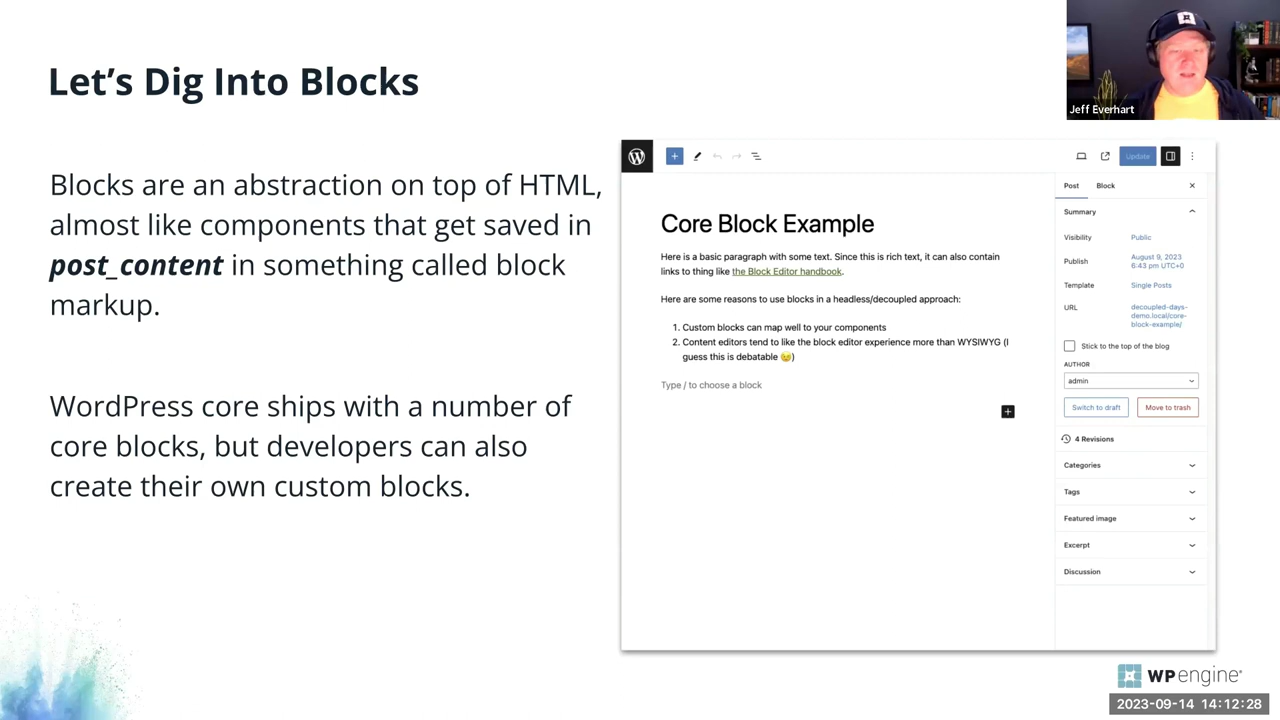 Let’s Dig Into Blocks
Blocks are an abstraction on top of HTML,
almost like components that get saved in
post_content in something called block
markup.
WordPress core ships with a number of
core blocks, but developers can also
create their own custom blocks.
Jeff Everhart
Update
Core Block Example
Here is a basic paragraph with some text. Since this is rich text, it can also contain
links to thing like the Block Editor handbook.
Here are some reasons to use blocks in a headless/decoupled approach:
1. Custom blocks can map well to your components
2. Content editors tend to like the block editor experience more than WYSIWYG (I
guess this is debatable 😉)
Type / to choose a block
Post Block
Summary
Visibility Public
Publish August 9, 2023
6:43 pm UTC+0
Template Single Posts
URL decoupled-days-
demo.local/core-
block-example/
Stick to the top of the blog
AUTHOR
admin
Switch to draft Move to trash
4 Revisions
Categories
Tags
Featured image
Excerpt
Discussion
WPengine®
2023-09-14 14:12:28